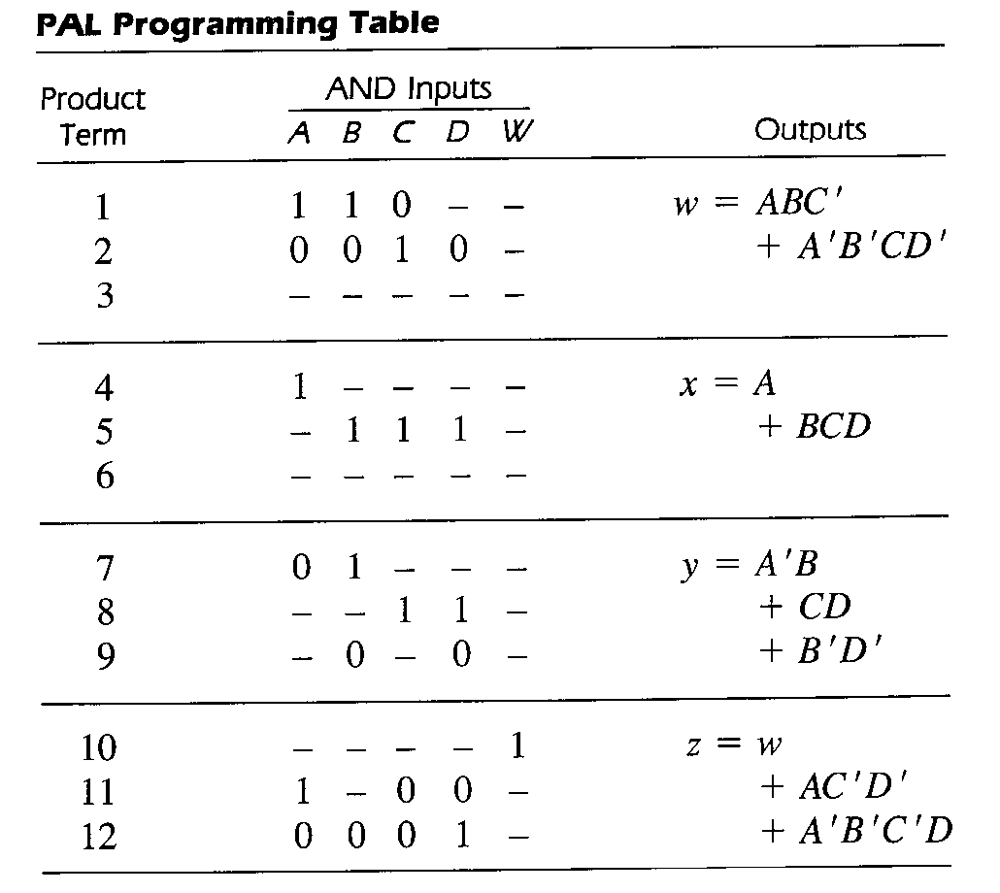 PAL Programming Table
Product Term AND Inputs Outputs
A B C D W
1 1 1 0 – – w = ABC'
2 0 0 1 0 – + A'B'CD'
3 – – – – –
4 1 – – – – x = A
5 – 1 1 1 – + BCD
6 – – – – –
7 0 1 – – – y = A'B
8 – – 1 1 – + CD
9 – 0 – 0 – + B'D'
10 – – – – 1 z = w
11 1 – 0 0 – + AC'D'
12 0 0 0 1 – + A'B'C'D